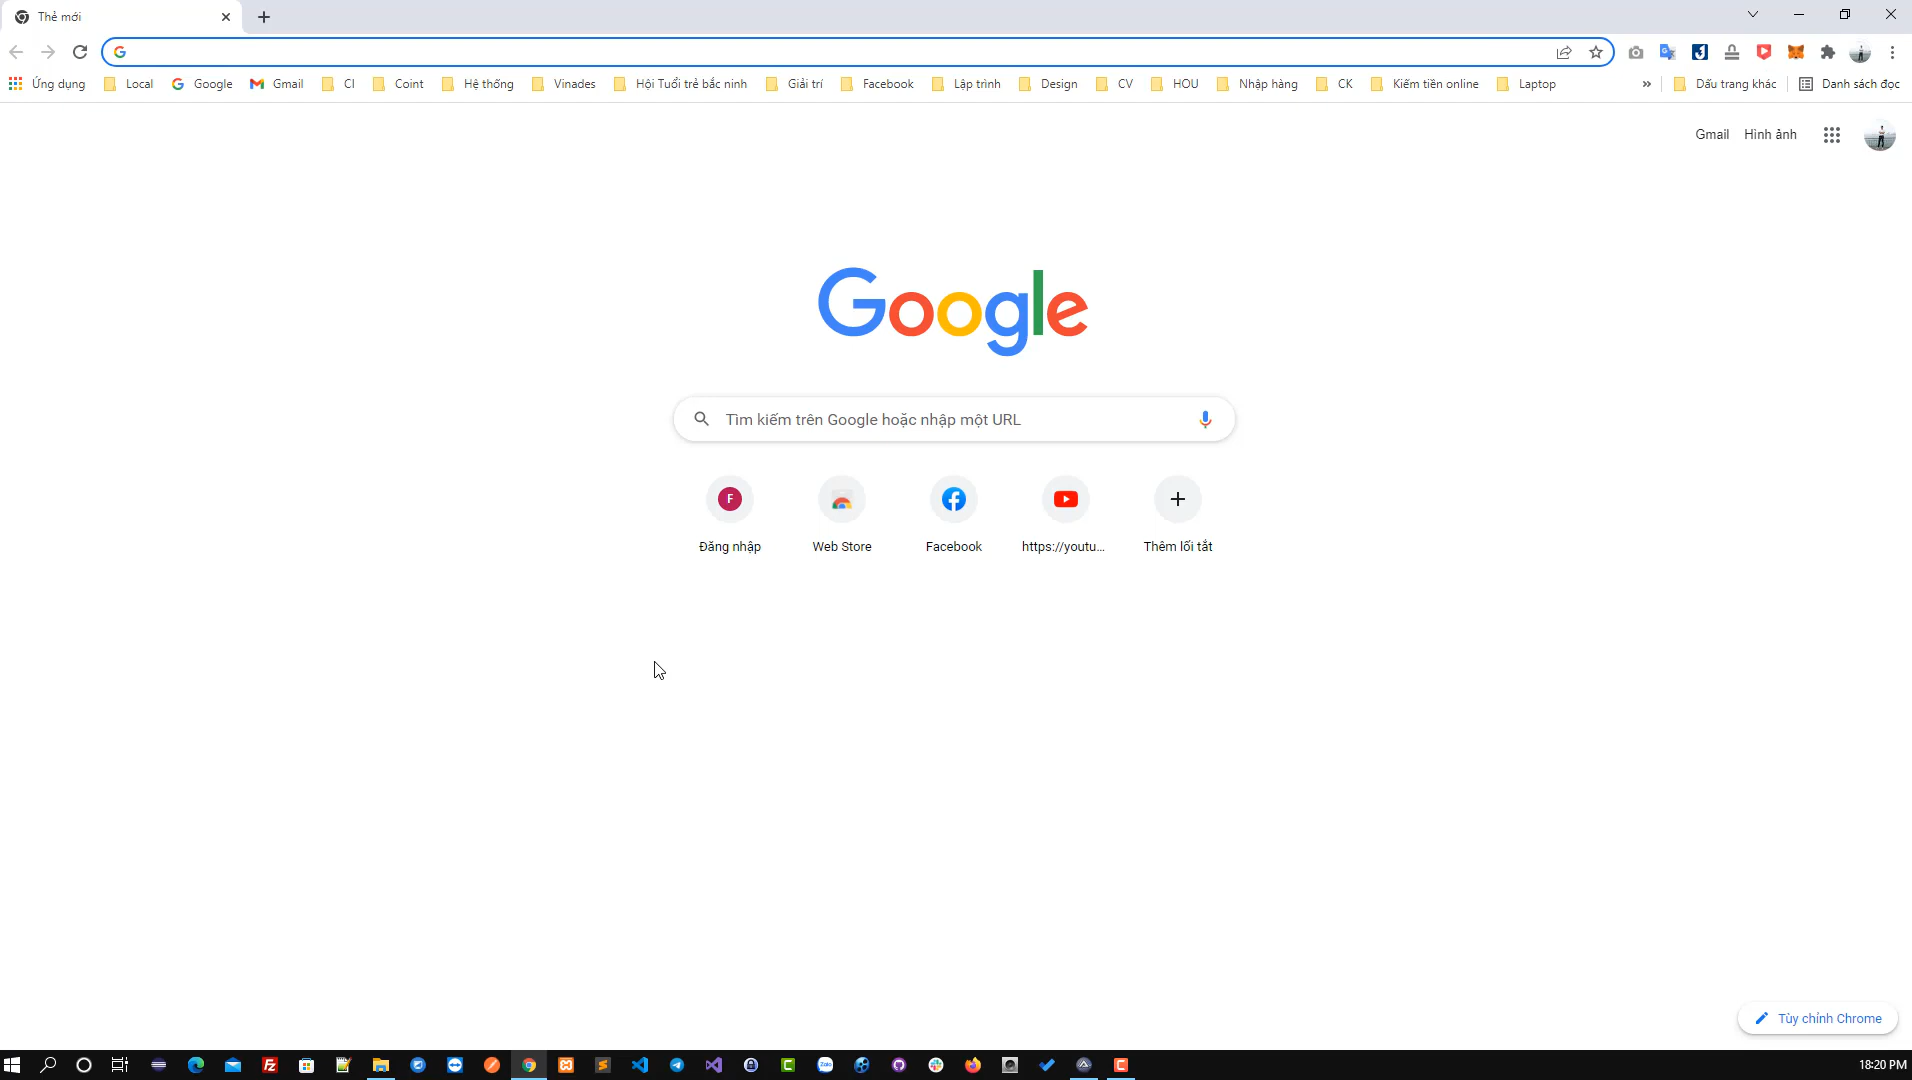 Thẻ mới
Ứng dụng Local Google Gmail CI Coint Hệ thống Vinades Hội Tuổi trẻ bắc ninh Giải trí Facebook Lập trình Design CV HOU Nhập hàng CK Kiếm tiền online Laptop » Dấu trang khác Danh sách đọc
Gmail Hình ảnh
Google
Tìm kiếm trên Google hoặc nhập một URL
F
Đăng nhập Web Store Facebook https://youtu... Thêm lối tắt
Tùy chỉnh Chrome
18:20 PM